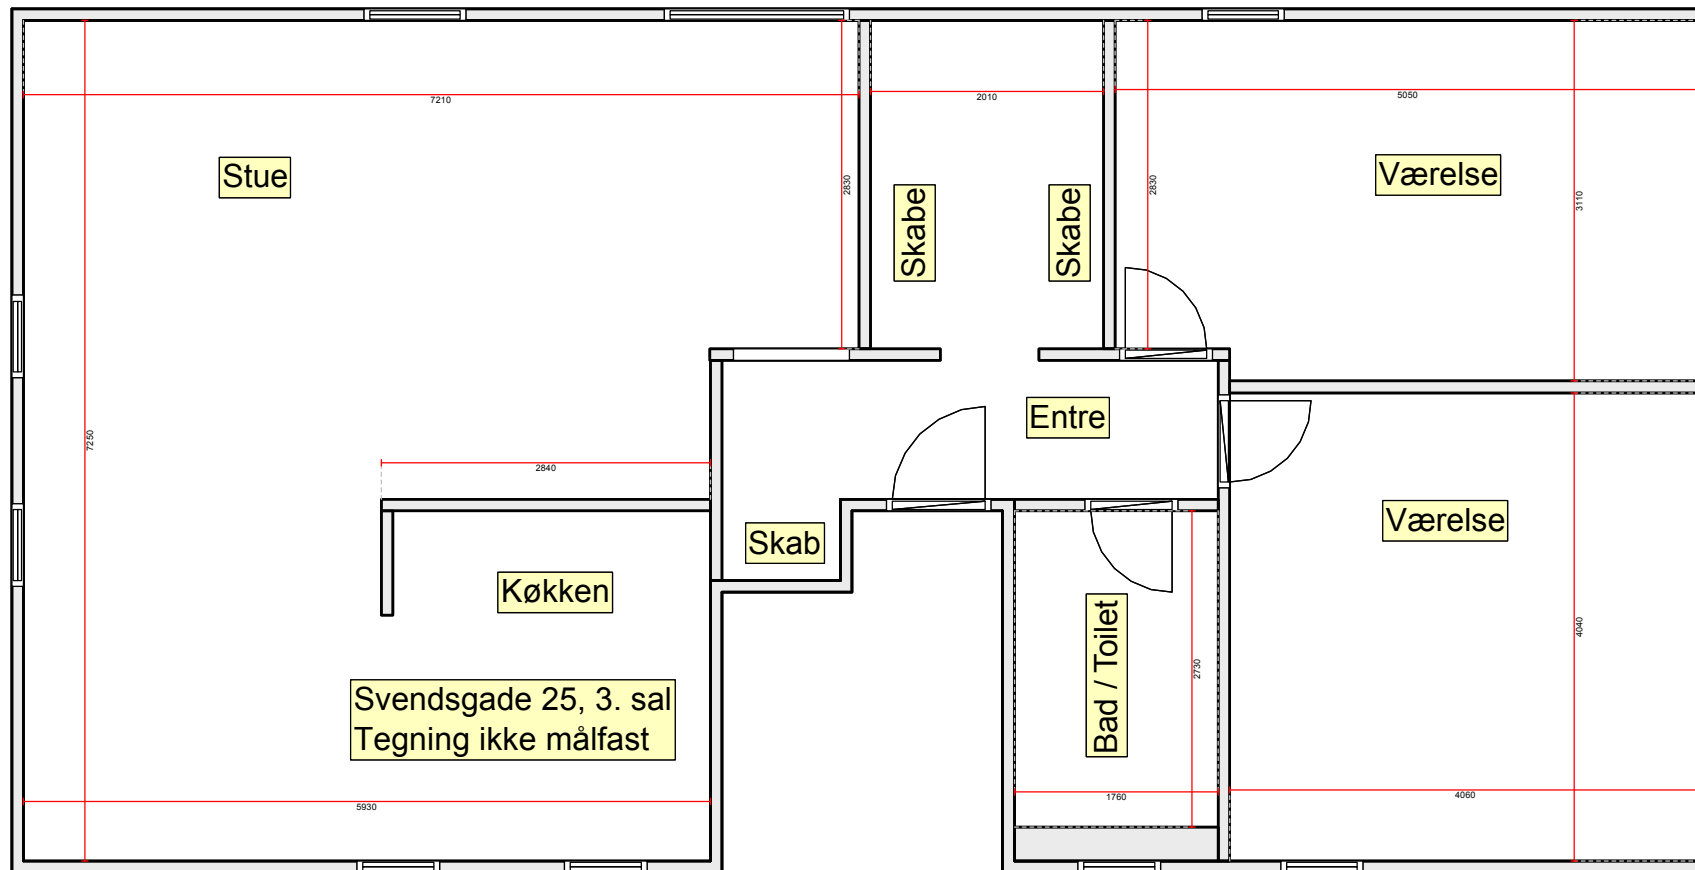 7210
2010
5050
Stue
2830
Skabe
Skabe
2830
Værelse
3110
Entre
7250
2840
Skab
Værelse
Køkken
Bad / Toilet
2730
4040
Svendsgade 25, 3. sal
Tegning ikke målfast
5930
1760
4060